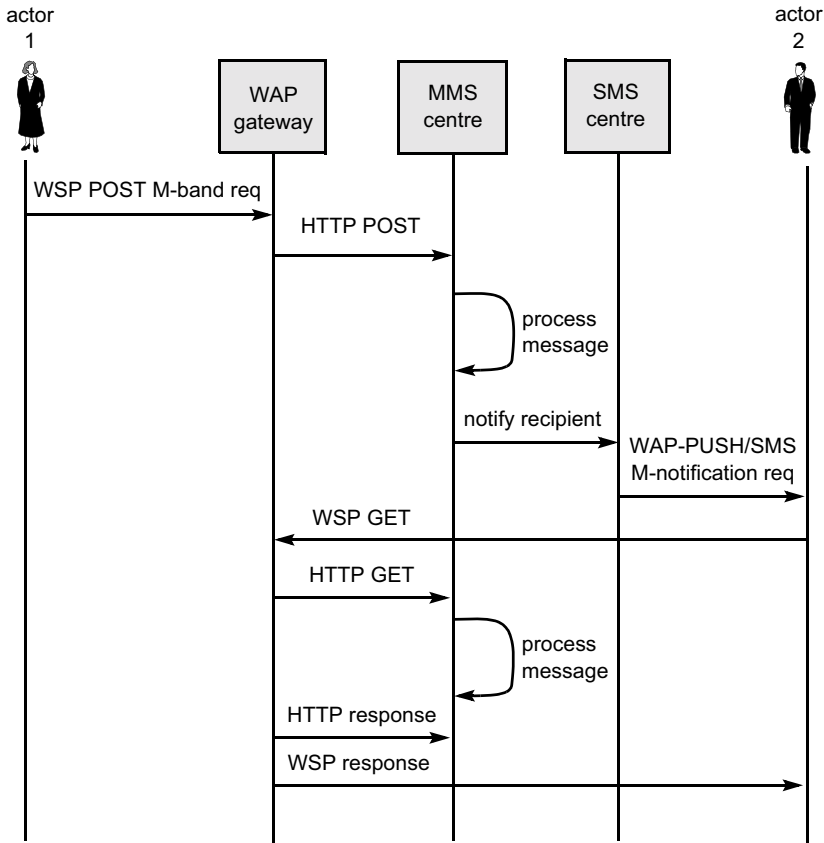 actor
1
actor
2
WAP
gateway
MMS
centre
SMS
centre
WSP POST M-band req
HTTP POST
process
message
notify recipient
WAP-PUSH/SMS
M-notification req
WSP GET
HTTP GET
process
message
HTTP response
WSP response